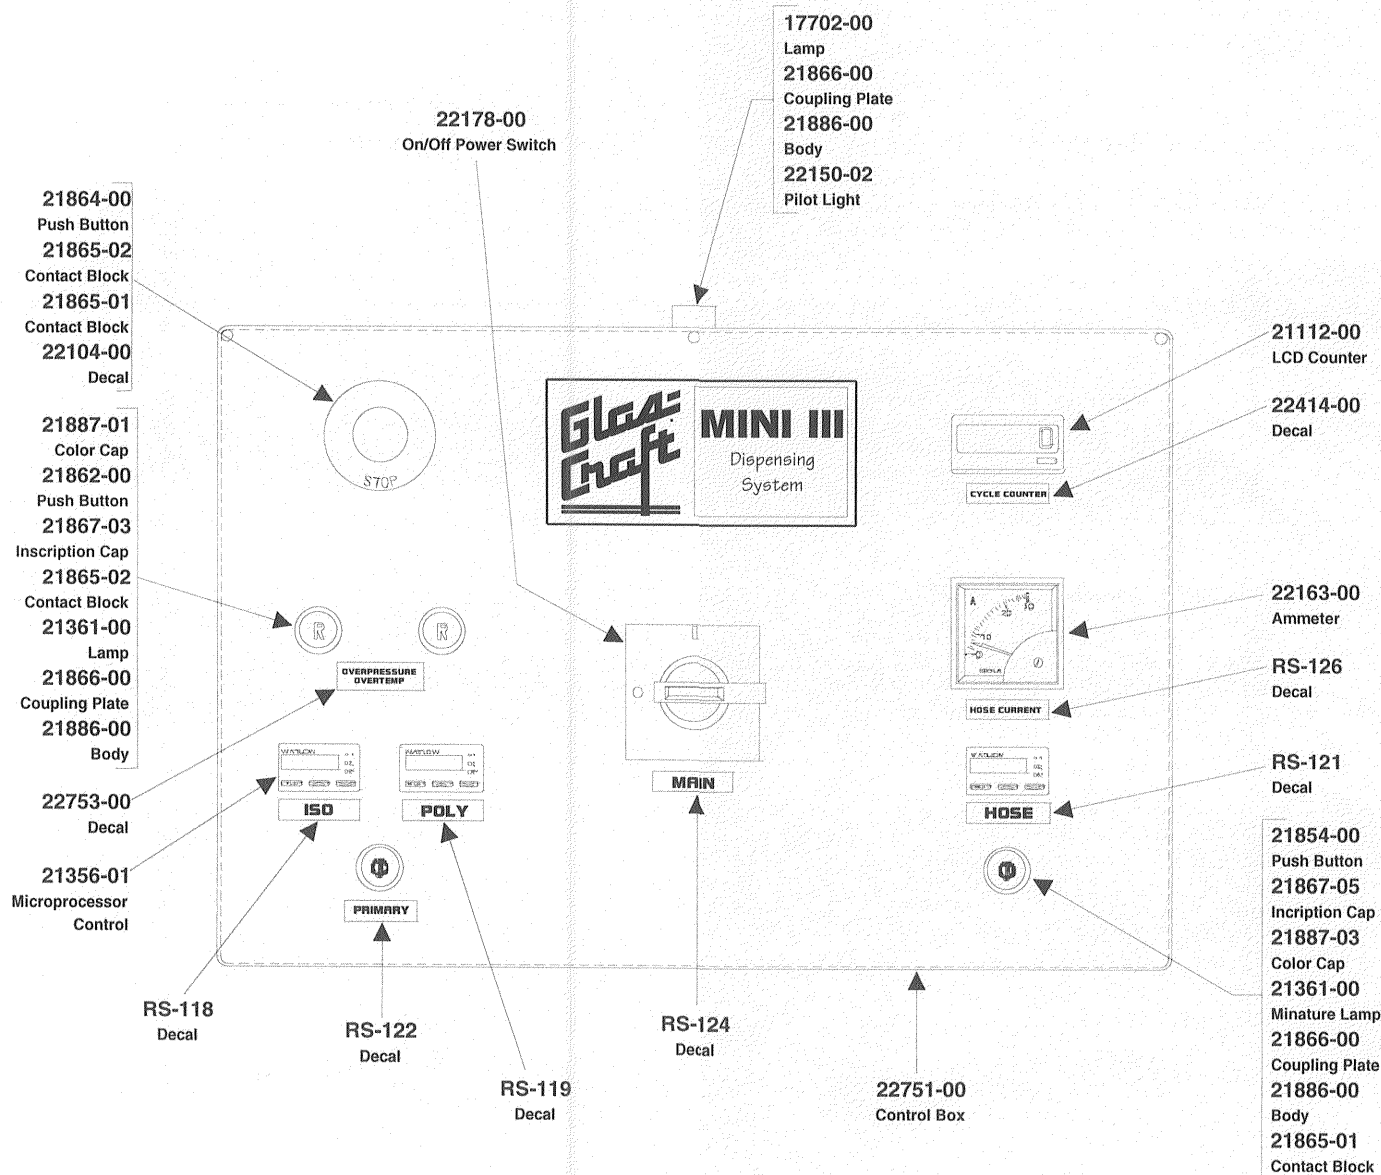 17702-00
Lamp
21866-00
Coupling Plate
21886-00
Body
22150-02
Pilot Light
22178-00
On/Off Power Switch
21864-00
Push Button
21865-02
Contact Block
21865-01
Contact Block
22104-00
Decal
21887-01
Color Cap
21862-00
Push Button
21867-03
Inscription Cap
21865-02
Contact Block
21361-00
Lamp
21866-00
Coupling Plate
21886-00
Body
22753-00
Decal
21356-01
Microprocessor
Control
STOP
Glas-
Craft
MINI III
Dispensing
System
CYCLE COUNTER
R
R
OVERPRESSURE
OVERTEMP
A
0
10
20
30
HOSE CURRENT
WATLOW
WATLOW
WATLOW
ISO
POLY
MAIN
HOSE
PRIMARY
21112-00
LCD Counter
22414-00
Decal
22163-00
Ammeter
RS-126
Decal
RS-121
Decal
21854-00
Push Button
21867-05
Incription Cap
21887-03
Color Cap
21361-00
Minature Lamp
21866-00
Coupling Plate
21886-00
Body
21865-01
Contact Block
RS-118
Decal
RS-122
Decal
RS-119
Decal
RS-124
Decal
22751-00
Control Box